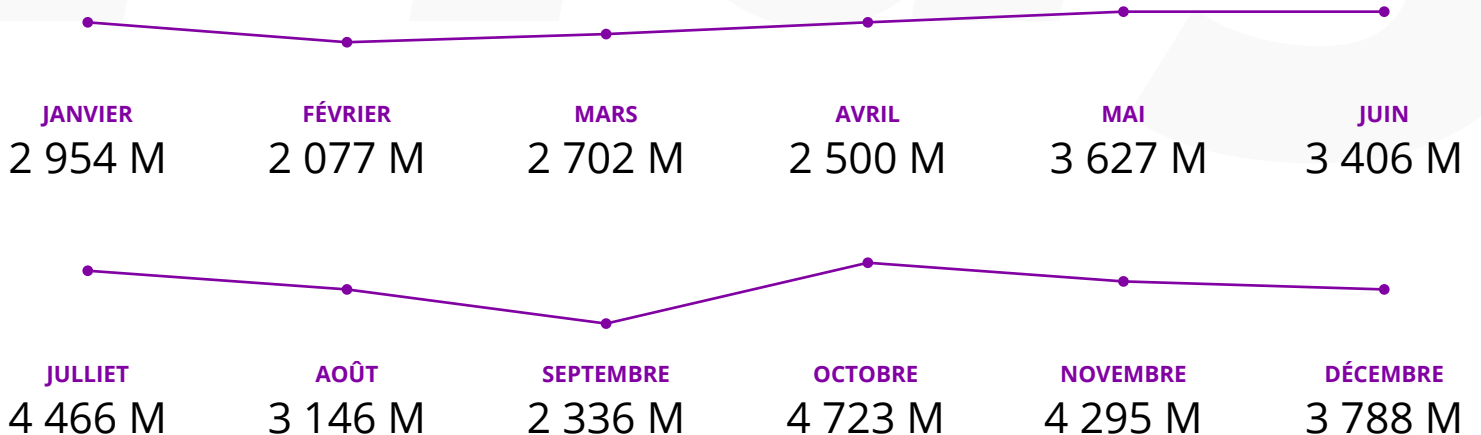 JANVIER FÉVRIER MARS AVRIL MAI JUIN
2 954 M 2 077 M 2 702 M 2 500 M 3 627 M 3 406 M
JULLIET AOÛT SEPTEMBRE OCTOBRE NOVEMBRE DÉCEMBRE
4 466 M 3 146 M 2 336 M 4 723 M 4 295 M 3 788 M